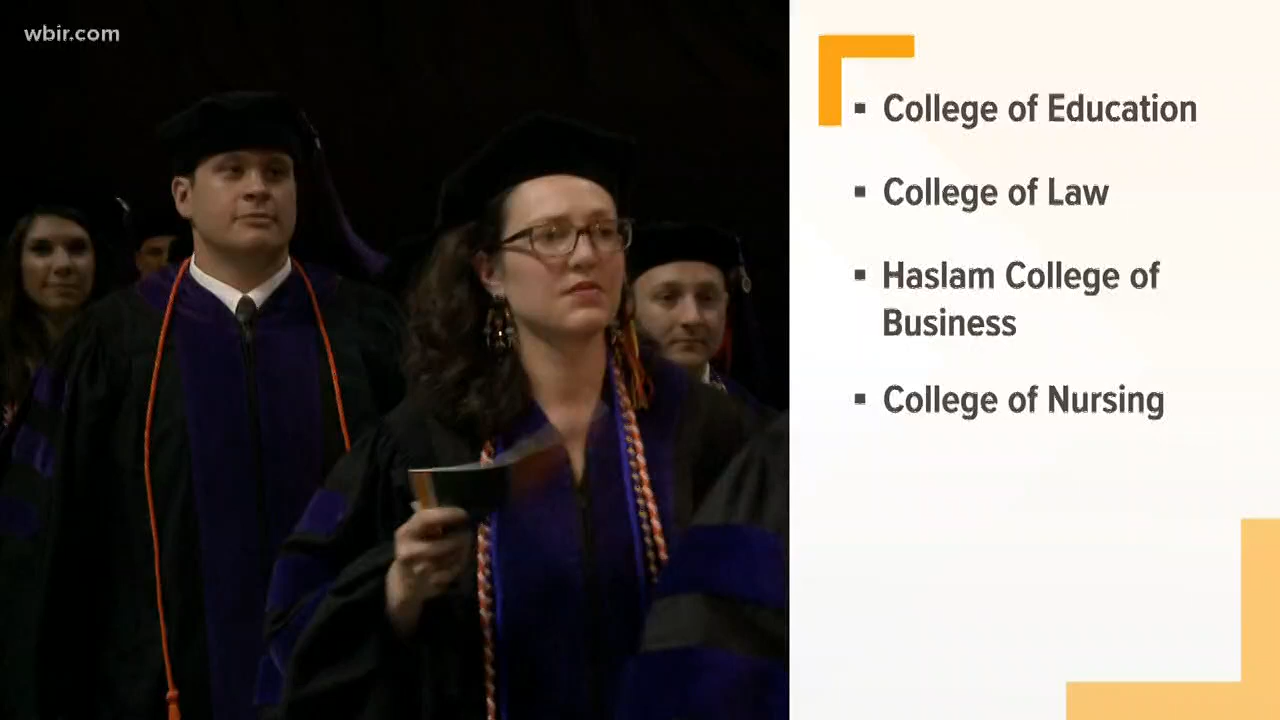 wbir.com
▪ College of Education
▪ College of Law
▪ Haslam College of
Business
▪ College of Nursing